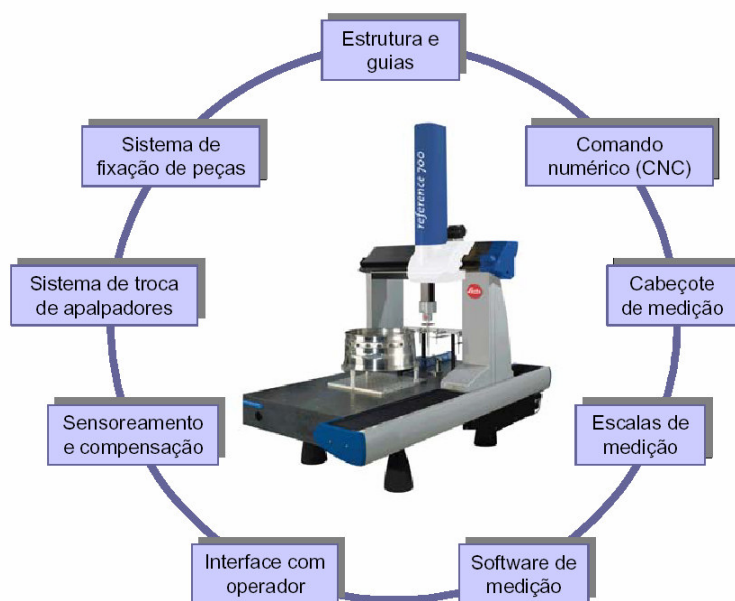 Estrutura e
guias
Comando
numérico (CNC)
Cabeçote
de medição
Escalas de
medição
Software de
medição
Interface com
operador
Sensoreamento
e compensação
Sistema de troca
de apalpadores
Sistema de
fixação de peças
reference 700